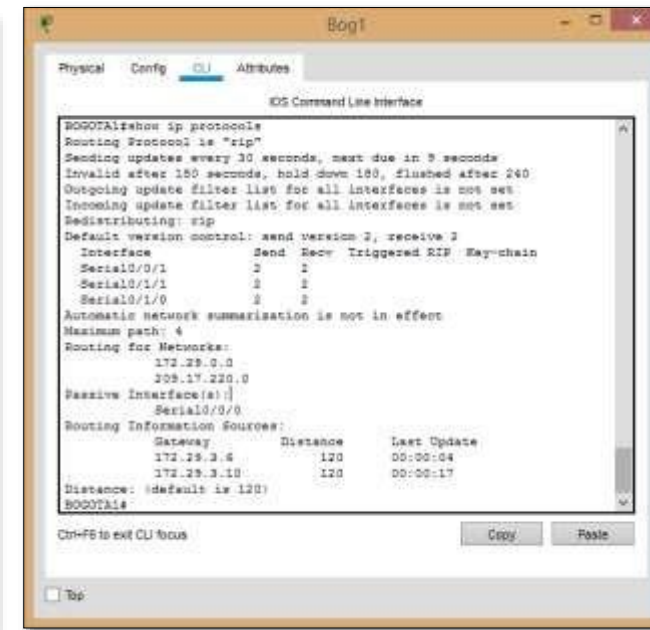 Bog1
Physical Config CLI Attributes
IOS Command Line Interface
BOGOTA1#show ip protocols
Routing Protocol is "rip"
Sending updates every 30 seconds, next due in 9 seconds
Invalid after 180 seconds, hold down 180, flushed after 240
Outgoing update filter list for all interfaces is not set
Incoming update filter list for all interfaces is not set
Redistributing: rip
Default version control: send version 2, receive 2
Interface Send Recv Triggered RIP Key-chain
Serial0/0/1 2 2
Serial0/1/1 2 2
Serial0/1/0 2 2
Automatic network summarization is not in effect
Maximum path: 4
Routing for Networks:
172.29.0.0
209.17.220.0
Passive Interface(s):
Serial0/0/0
Routing Information Sources:
Gateway Distance Last Update
172.29.3.6 120 00:00:04
172.29.3.10 120 00:00:17
Distance: (default is 120)
BOGOTA1#
Ctrl+F6 to exit CLI focus
Copy Paste
Top